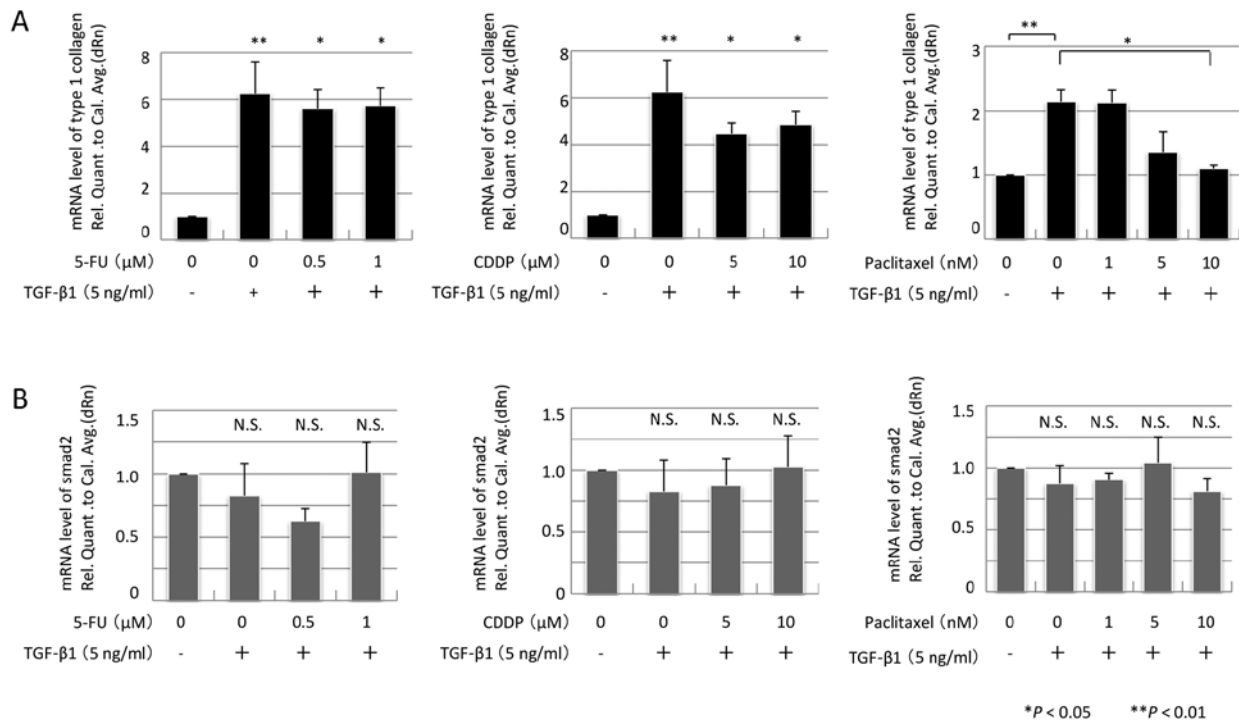 A
mRNA level of type 1 collagen
Rel. Quant .to Cal. Avg.(dRn)
8
6
4
2
0
** * *
5-FU (μM) 0 0 0.5 1
TGF-β1 (5 ng/ml) - + + +
mRNA level of type 1 collagen
Rel. Quant .to Cal. Avg.(dRn)
8
6
4
2
0
** * *
CDDP (μM) 0 0 5 10
TGF-β1 (5 ng/ml) - + + +
mRNA level of type 1 collagen
Rel. Quant .to Cal. Avg.(dRn)
3
2
1
0
** *
Paclitaxel (nM) 0 0 1 5 10
TGF-β1 (5 ng/ml) - + + + +
B
mRNA level of smad2
Rel. Quant .to Cal. Avg.(dRn)
1.5
1.0
0.5
0
N.S. N.S. N.S.
5-FU (μM) 0 0 0.5 1
TGF-β1 (5 ng/ml) - + + +
mRNA level of smad2
Rel. Quant .to Cal. Avg.(dRn)
1.5
1.0
0.5
0
N.S. N.S. N.S.
CDDP (μM) 0 0 5 10
TGF-β1 (5 ng/ml) - + + +
mRNA level of smad2
Rel. Quant .to Cal. Avg.(dRn)
1.5
1.0
0.5
0
N.S. N.S. N.S. N.S.
Paclitaxel (nM) 0 0 1 5 10
TGF-β1 (5 ng/ml) - + + + +
*P < 0.05 **P < 0.01